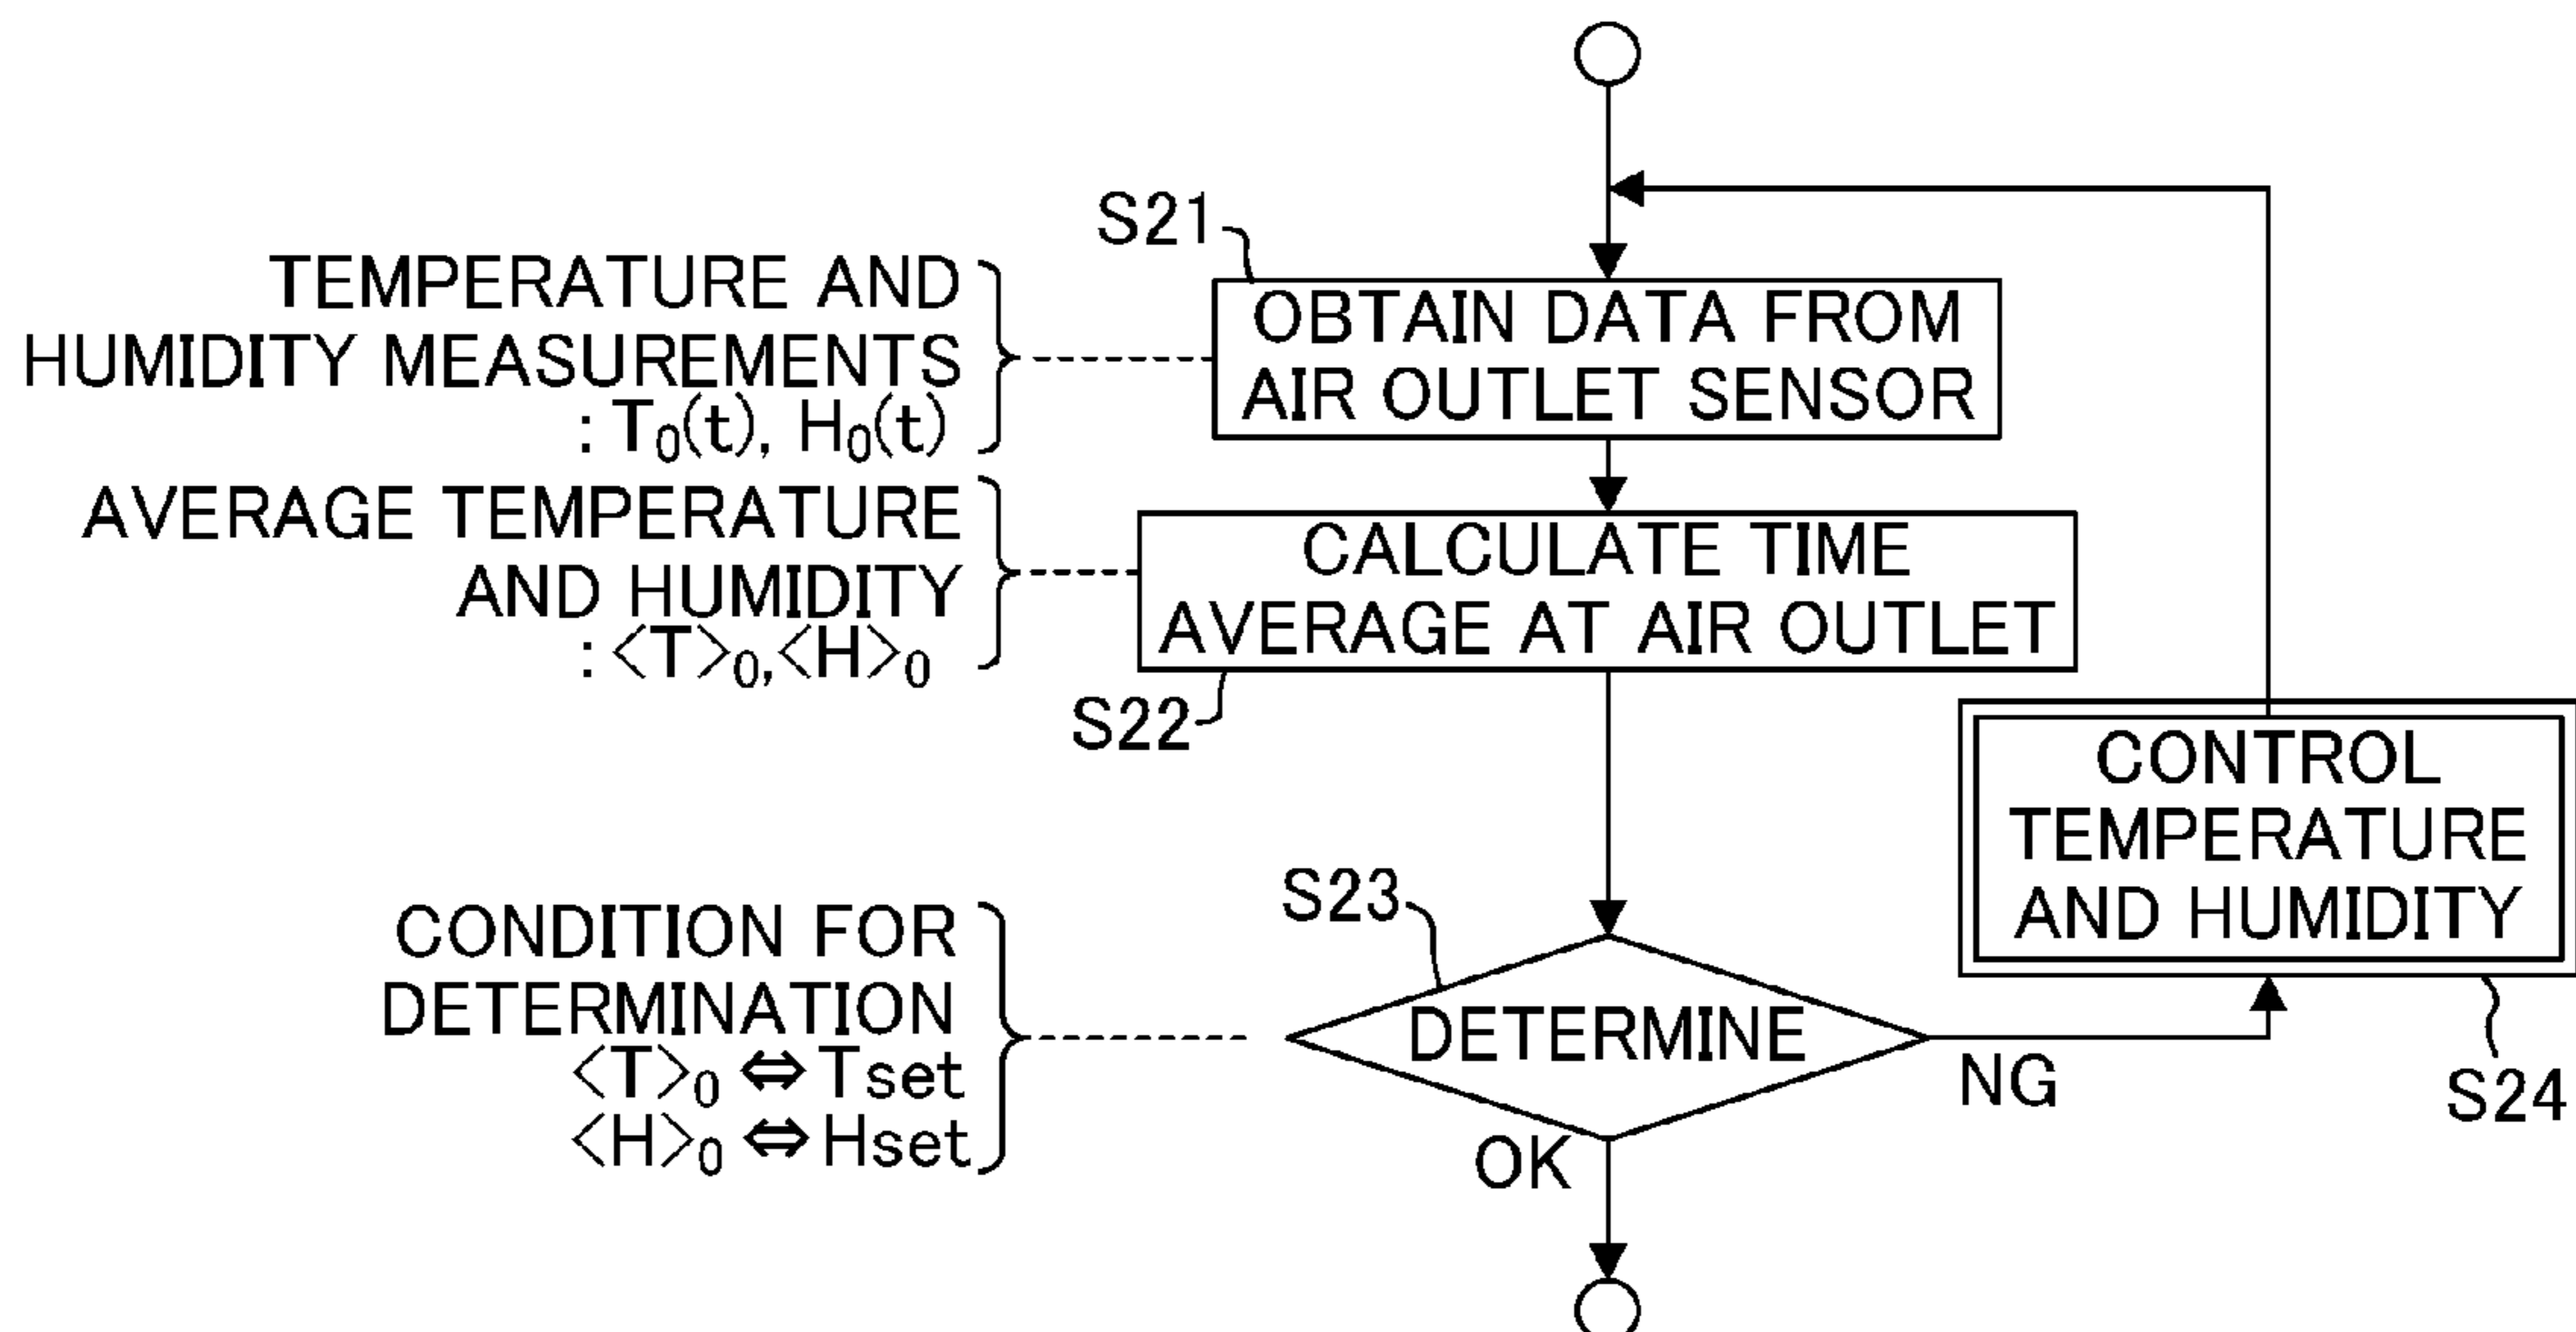 S21
TEMPERATURE AND
HUMIDITY MEASUREMENTS
: T₀(t), H₀(t)
OBTAIN DATA FROM
AIR OUTLET SENSOR
AVERAGE TEMPERATURE
AND HUMIDITY
: <T>₀,<H>₀
CALCULATE TIME
AVERAGE AT AIR OUTLET
S22
CONTROL
TEMPERATURE
AND HUMIDITY
S24
S23
CONDITION FOR
DETERMINATION
<T>₀ ⇔ Tset
<H>₀ ⇔ Hset
DETERMINE
NG
OK